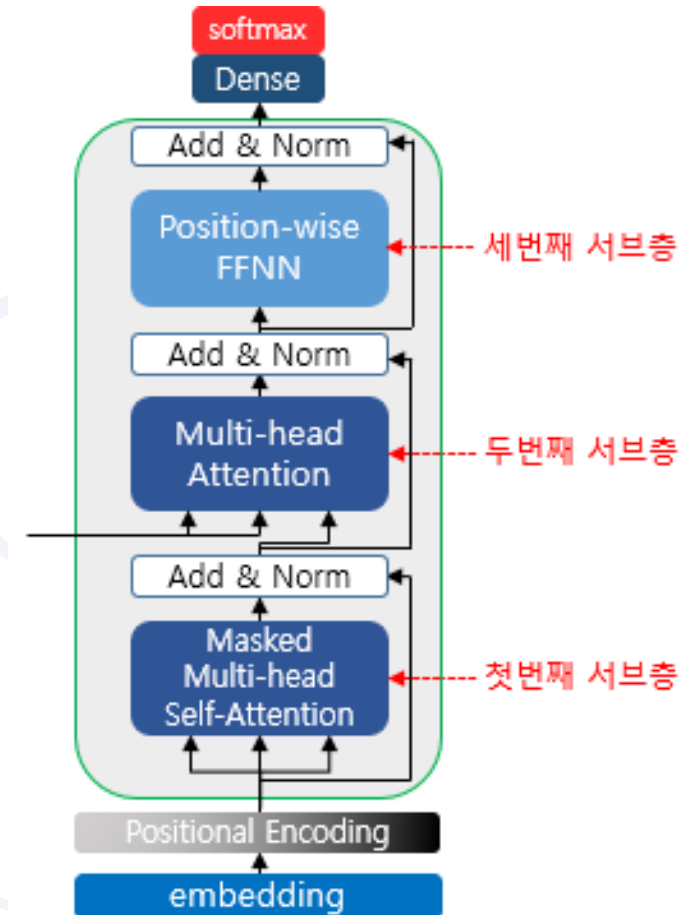 softmax
Dense
Add & Norm
Position-wise
FFNN
세번째 서브층
Add & Norm
Multi-head
Attention
두번째 서브층
Add & Norm
Masked
Multi-head
Self-Attention
첫번째 서브층
Positional Encoding
embedding